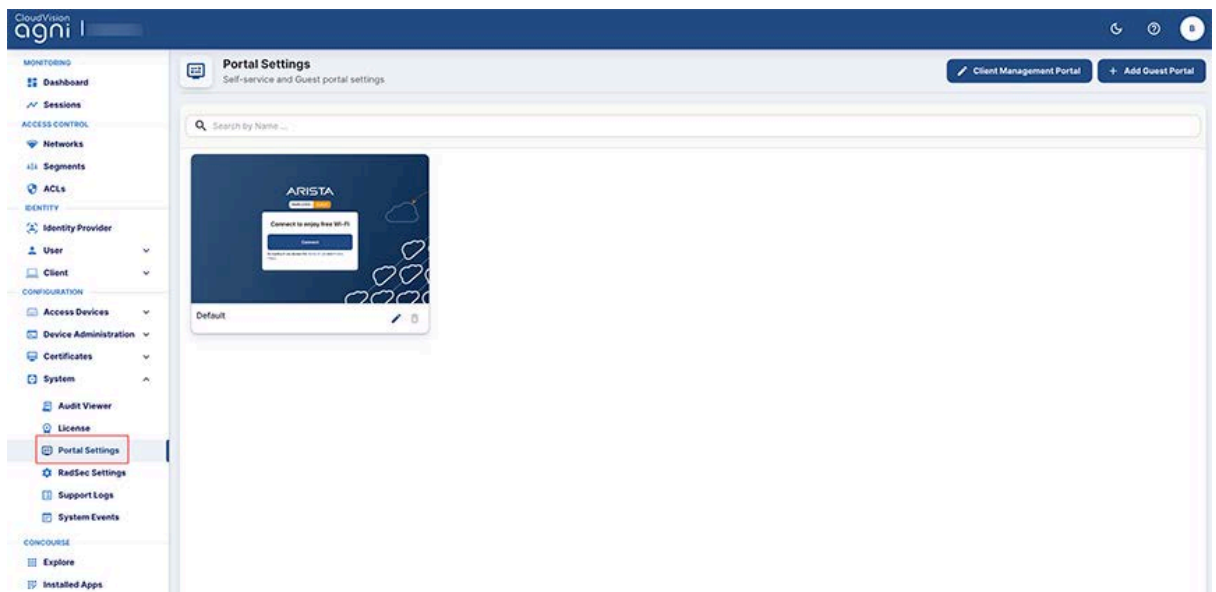 CloudVision
agni
B
MONITORING
Dashboard
Sessions
ACCESS CONTROL
Networks
Segments
ACLs
IDENTITY
Identity Provider
User
Client
CONFIGURATION
Access Devices
Device Administration
Certificates
System
Audit Viewer
License
Portal Settings
RadSec Settings
Support Logs
System Events
CONCOURSE
Explore
Installed Apps
Portal Settings
Self-service and Guest portal settings
Client Management Portal
+ Add Guest Portal
Search by Name ...
ARISTA
Connect to enjoy free Wi-Fi
Connect
Default